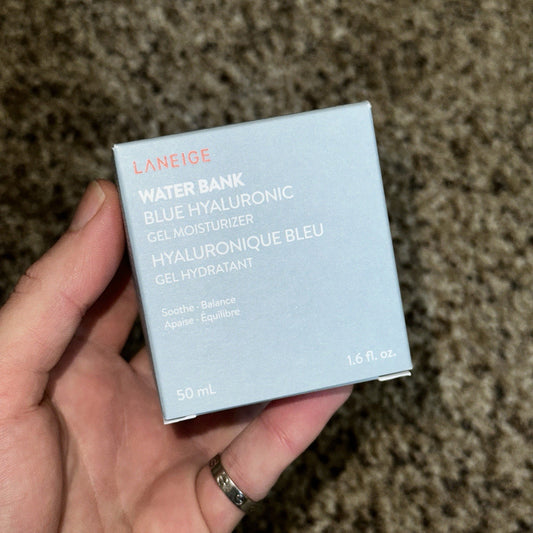 LANEIGE
WATER BANK
BLUE HYALURONIC
GEL MOISTURIZER
HYALURONIQUE BLEU
GEL HYDRATANT
Soothe · Balance
Apaise · Équilibre
50 mL
1.6 fl. oz.